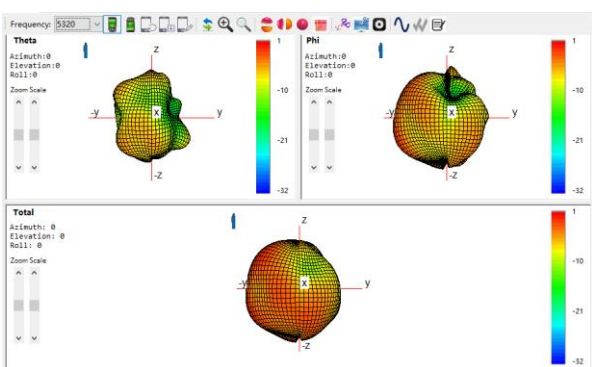 Frequency: 5320
Theta
Azimuth:0
Elevation:0
Roll:0
Zoom Scale
z
-y
x
y
-z
1
-10
-21
-32
Phi
Azimuth:0
Elevation:0
Roll:0
Zoom Scale
z
-y
x
y
-z
1
-10
-21
-32
Total
Azimuth: 0
Elevation: 0
Roll: 0
Zoom Scale
z
-y
x
y
-z
1
-10
-21
-32